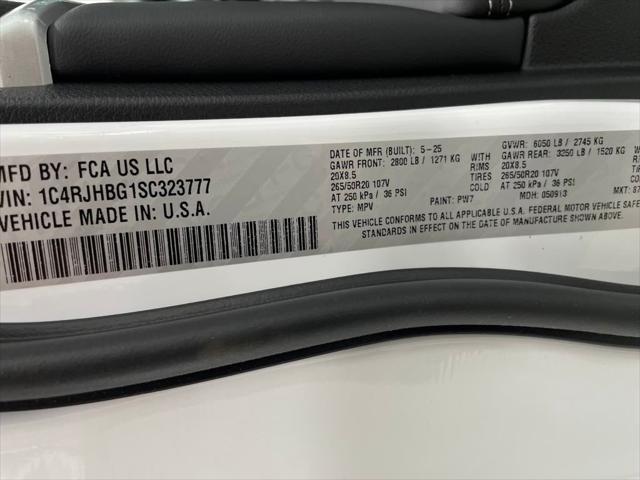 MFD BY: FCA US LLC
VIN: 1C4RJHBG1SC323777
VEHICLE MADE IN: U.S.A.
DATE OF MFR (BUILT): 5-25
GAWR FRONT: 2800 LB / 1271 KG WITH
20X8.5 RIMS
265/50R20 107V TIRES
AT 250 kPa / 36 PSI
TYPE: MPV PAINT: PW7
GVWR: 6050 LB / 2745 KG
GAWR REAR: 3250 LB / 1520 KG WITH
20X8.5
265/50R20 107V
AT 250 kPa / 36 PSI
MDH: 050913
THIS VEHICLE CONFORMS TO ALL APPLICABLE U.S.A. FEDERAL MOTOR VEHICLE SAFE
STANDARDS IN EFFECT ON THE DATE OF MANUFACTURE SHOWN ABOVE.